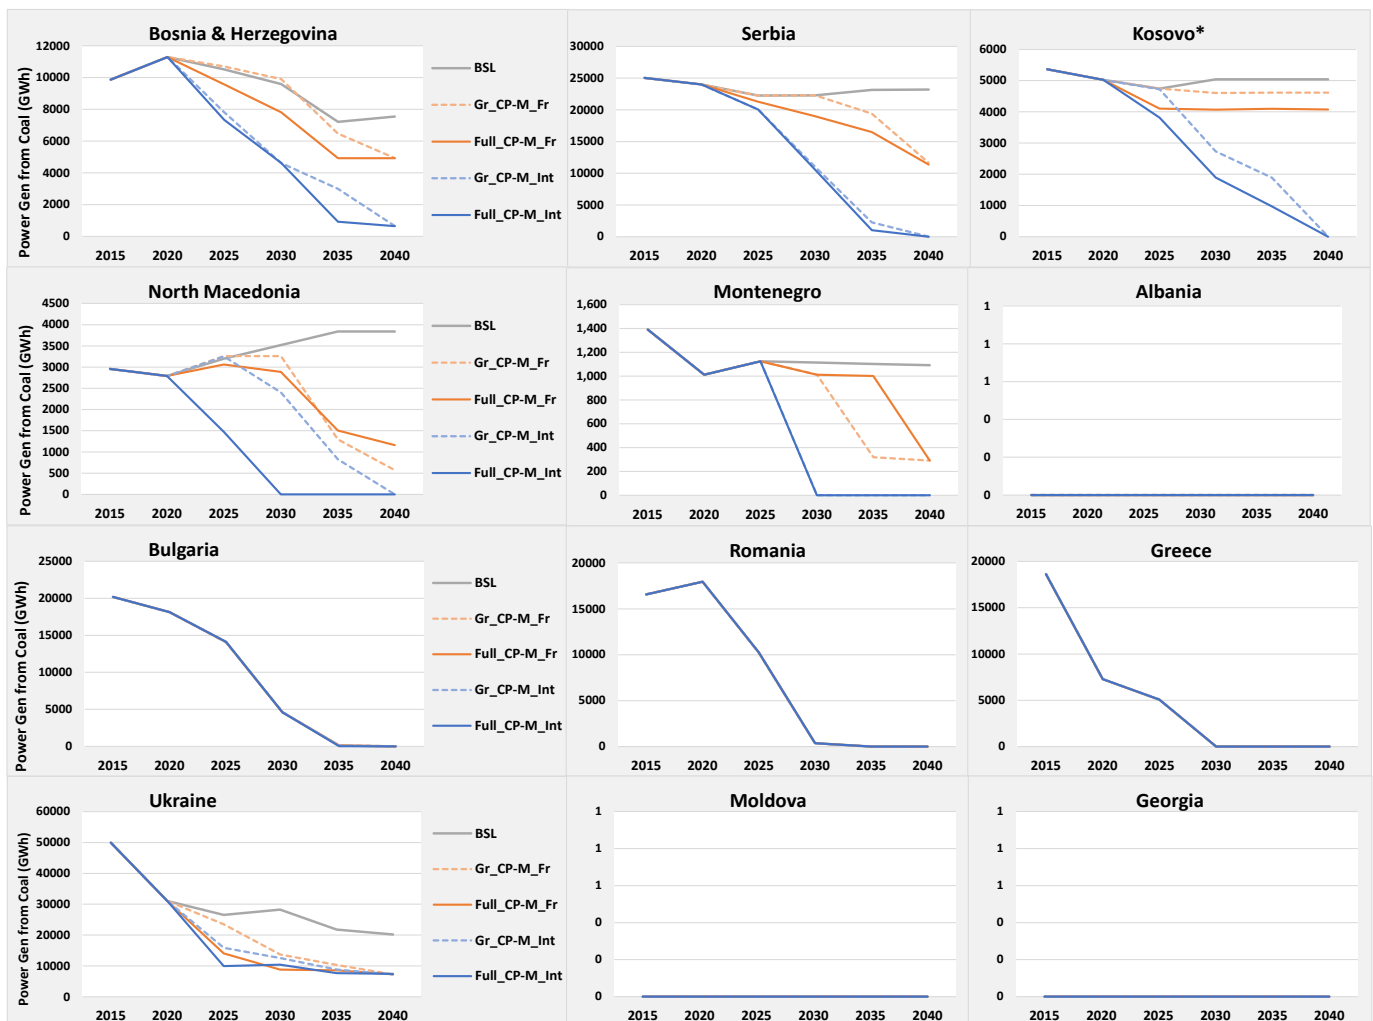 Bosnia & Herzegovina
Power Gen from Coal (GWh)
12000
10000
8000
6000
4000
2000
0
2015 2020 2025 2030 2035 2040
BSL
Gr_CP-M_Fr
Full_CP-M_Fr
Gr_CP-M_Int
Full_CP-M_Int
Serbia
30000
25000
20000
15000
10000
5000
0
2015 2020 2025 2030 2035 2040
Kosovo*
6000
5000
4000
3000
2000
1000
0
2015 2020 2025 2030 2035 2040
North Macedonia
Power Gen from Coal (GWh)
4500
4000
3500
3000
2500
2000
1500
1000
500
0
2015 2020 2025 2030 2035 2040
BSL
Gr_CP-M_Fr
Full_CP-M_Fr
Gr_CP-M_Int
Full_CP-M_Int
Montenegro
1,600
1,400
1,200
1,000
800
600
400
200
0
2015 2020 2025 2030 2035 2040
Albania
1
1
1
0
0
0
2015 2020 2025 2030 2035 2040
Bulgaria
Power Gen from Coal (GWh)
25000
20000
15000
10000
5000
0
2015 2020 2025 2030 2035 2040
BSL
Gr_CP-M_Fr
Full_CP-M_Fr
Gr_CP-M_Int
Full_CP-M_Int
Romania
20000
15000
10000
5000
0
2015 2020 2025 2030 2035 2040
Greece
20000
15000
10000
5000
0
2015 2020 2025 2030 2035 2040
Ukraine
Power Gen from Coal (GWh)
60000
50000
40000
30000
20000
10000
0
2015 2020 2025 2030 2035 2040
BSL
Gr_CP-M_Fr
Full_CP-M_Fr
Gr_CP-M_Int
Full_CP-M_Int
Moldova
1
1
1
0
0
0
2015 2020 2025 2030 2035 2040
Georgia
1
1
1
0
0
0
2015 2020 2025 2030 2035 2040